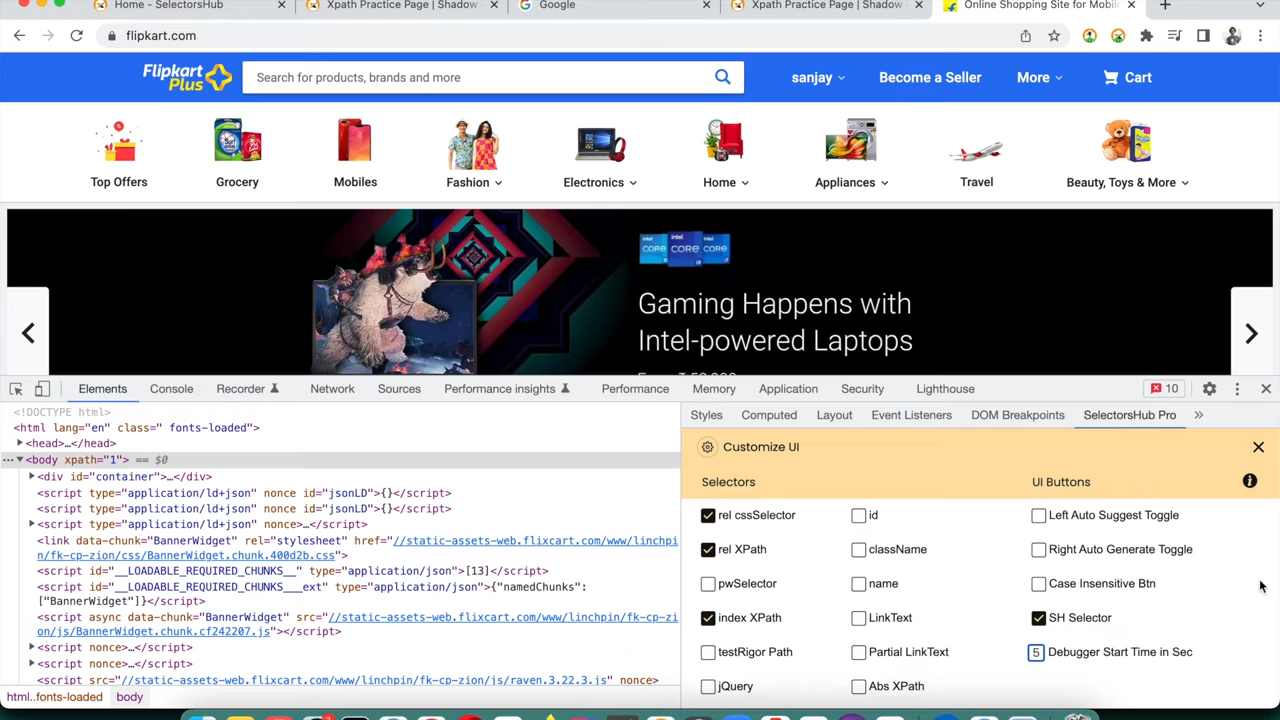 Home - SelectorsHub × Xpath Practice Page | Shadow × Google × Xpath Practice Page | Shadow × Online Shopping Site for Mobil ×
flipkart.com
Flipkart Plus
Search for products, brands and more
sanjay
Become a Seller
More
Cart
Top Offers
Grocery
Mobiles
Fashion
Electronics
Home
Appliances
Travel
Beauty, Toys & More
intel CORE intel CORE i9 intel CORE i7
Gaming Happens with
Intel-powered Laptops
Elements Console Recorder Network Sources Performance insights Performance Memory Application Security Lighthouse 10
<!DOCTYPE html>
<html lang="en" class=" fonts-loaded">
<head>…</head>
<body xpath="1"> == $0
<div id="container">…</div>
<script type="application/ld+json" nonce id="jsonLD">{}</script>
<script type="application/ld+json" nonce id="jsonLD">{}</script>
<script type="application/ld+json" nonce>…</script>
<link data-chunk="BannerWidget" rel="stylesheet" href="//static-assets-web.flixcart.com/www/linchpin/fk-cp-zion/css/BannerWidget.chunk.400d2b.css">
<script id="__LOADABLE_REQUIRED_CHUNKS__" type="application/json">[13]</script>
<script id="__LOADABLE_REQUIRED_CHUNKS___ext" type="application/json">{"namedChunks":
["BannerWidget"]}</script>
<script async data-chunk="BannerWidget" src="//static-assets-web.flixcart.com/www/linchpin/fk-cp-zi
on/js/BannerWidget.chunk.cf242207.js"></script>
<script nonce>…</script>
<script nonce>…</script>
<script src="//static-assets-web.flixcart.com/www/linchpin/fk-cp-zion/js/raven.3.22.3.js" nonce>
html..fonts-loaded body
Styles Computed Layout Event Listeners DOM Breakpoints SelectorsHub Pro »
Customize UI
Selectors UI Buttons
rel cssSelector id Left Auto Suggest Toggle
rel XPath className Right Auto Generate Toggle
pwSelector name Case Insensitive Btn
index XPath LinkText SH Selector
testRigor Path Partial LinkText 5 Debugger Start Time in Sec
jQuery Abs XPath